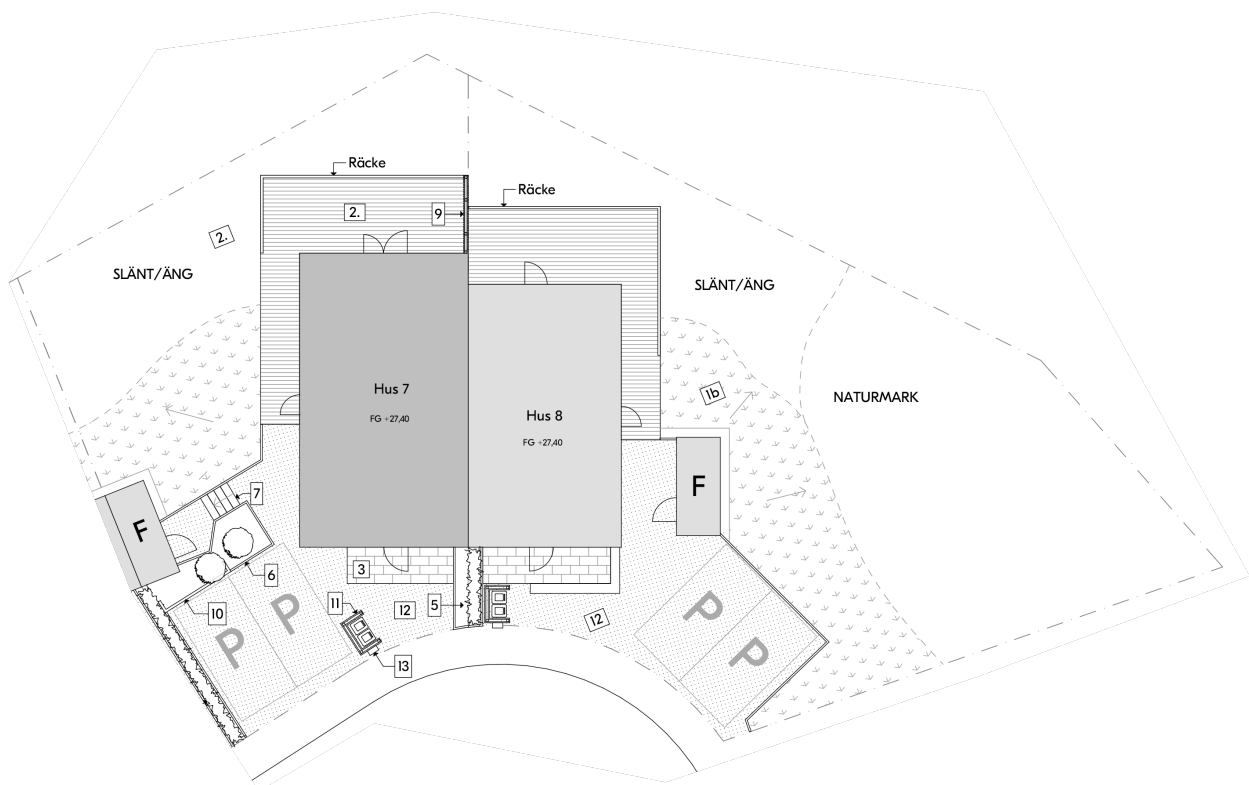 Räcke
Räcke
2.
9
2.
SLÄNT/ÄNG
SLÄNT/ÄNG
Hus 7
FG +27,40
1b
NATURMARK
Hus 8
FG +27,40
F
7
F
3
6
10
11
12
5
12
P
P
P
P
13